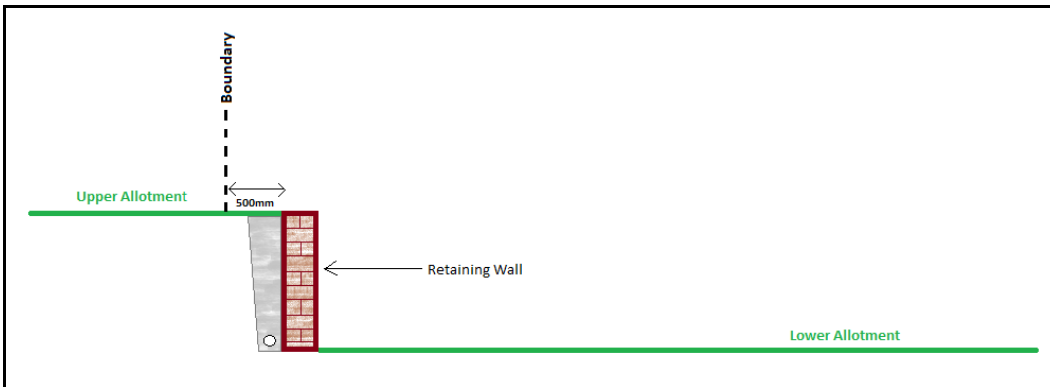 Boundary
Upper Allotment
500mm
Retaining Wall
Lower Allotment